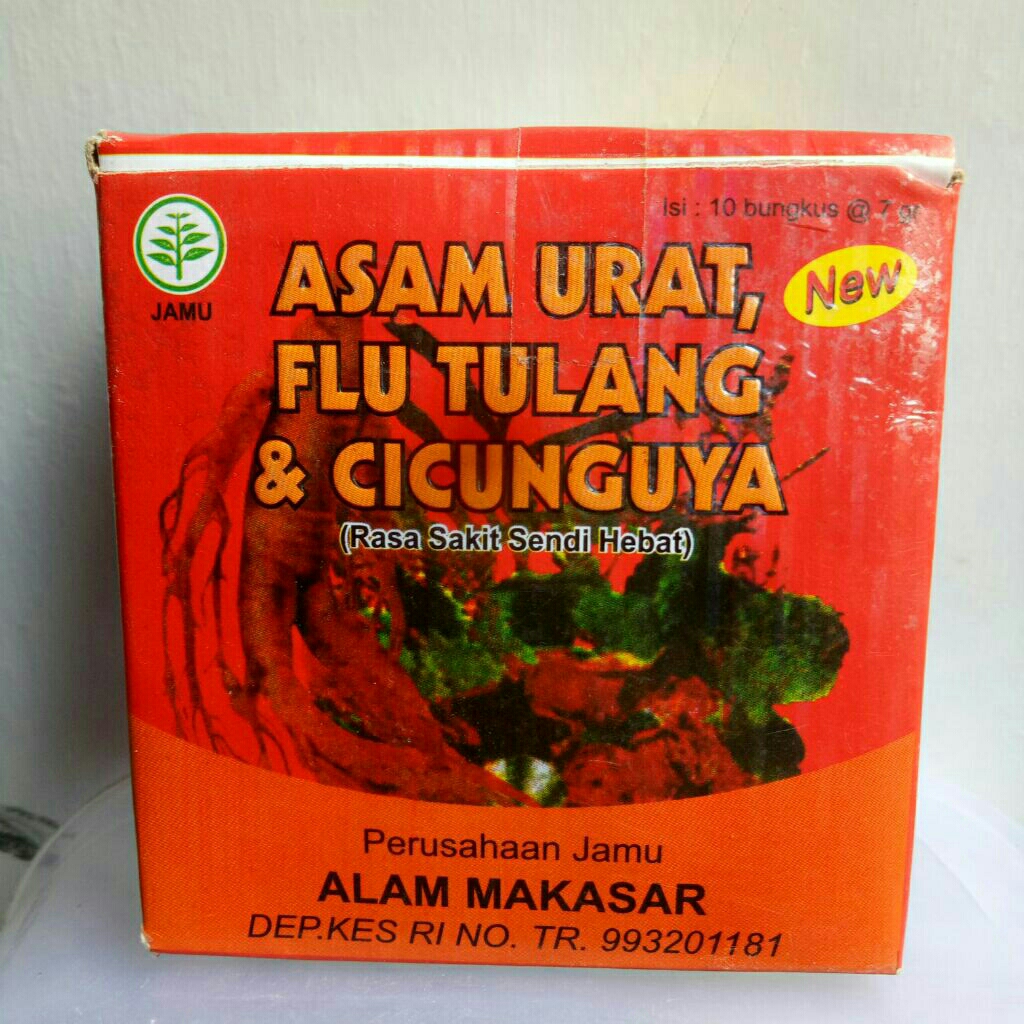 Isi : 10 bungkus @ 7 gr
JAMU
New
ASAM URAT,
FLU TULANG
& CICUNGUYA
(Rasa Sakit Sendi Hebat)
Perusahaan Jamu
ALAM MAKASAR
DEP.KES RI NO. TR. 993201181